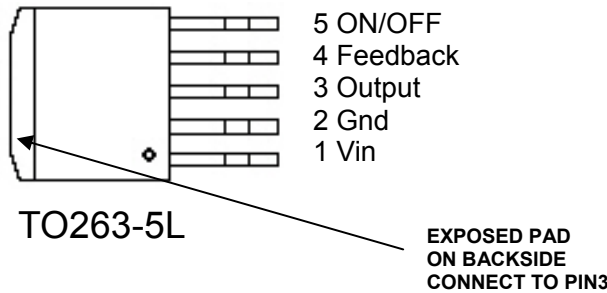 5 ON/OFF
4 Feedback
3 Output
2 Gnd
1 Vin
TO263-5L
EXPOSED PAD
ON BACKSIDE
CONNECT TO PIN3